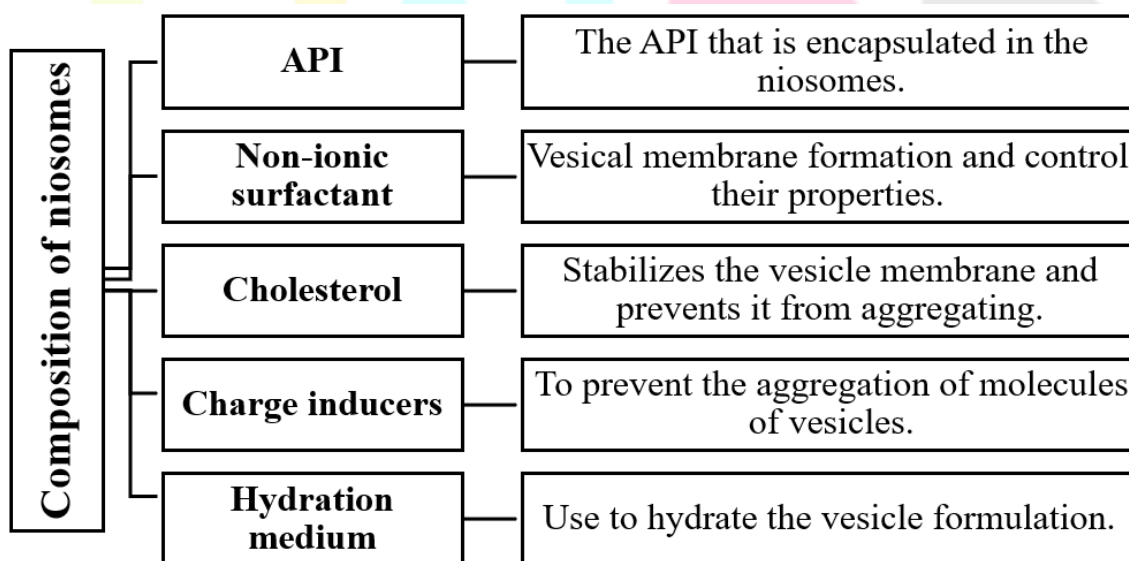 Composition of niosomes
API
The API that is encapsulated in the
niosomes.
Non-ionic
surfactant
Vesical membrane formation and control
their properties.
Cholesterol
Stabilizes the vesicle membrane and
prevents it from aggregating.
Charge inducers
To prevent the aggregation of molecules
of vesicles.
Hydration
medium
Use to hydrate the vesicle formulation.